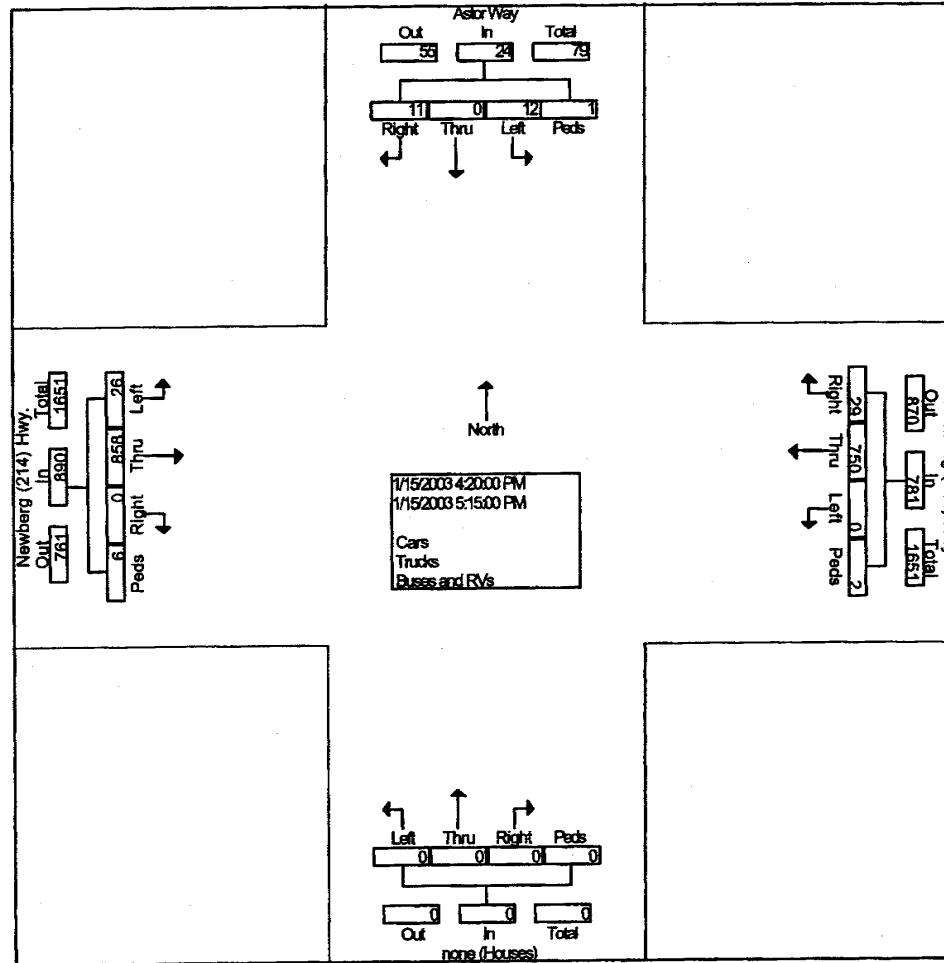 Astor Way
Out In Total
55 24 79
11 0 12 1
Right Thru Left Peds
Newberg (214) Hwy.
Total In Out
1651 890 761
26 858 0 6
Left Thru Right Peds
North
1/15/2003 4:20:00 PM
1/15/2003 5:15:00 PM
Cars
Trucks
Buses and RVs
Right Thru Left Peds
29 750 0 2
870 781 1651
Out In Total
Left Thru Right Peds
0 0 0 0
0 0 0
Out In Total
none (Houses)